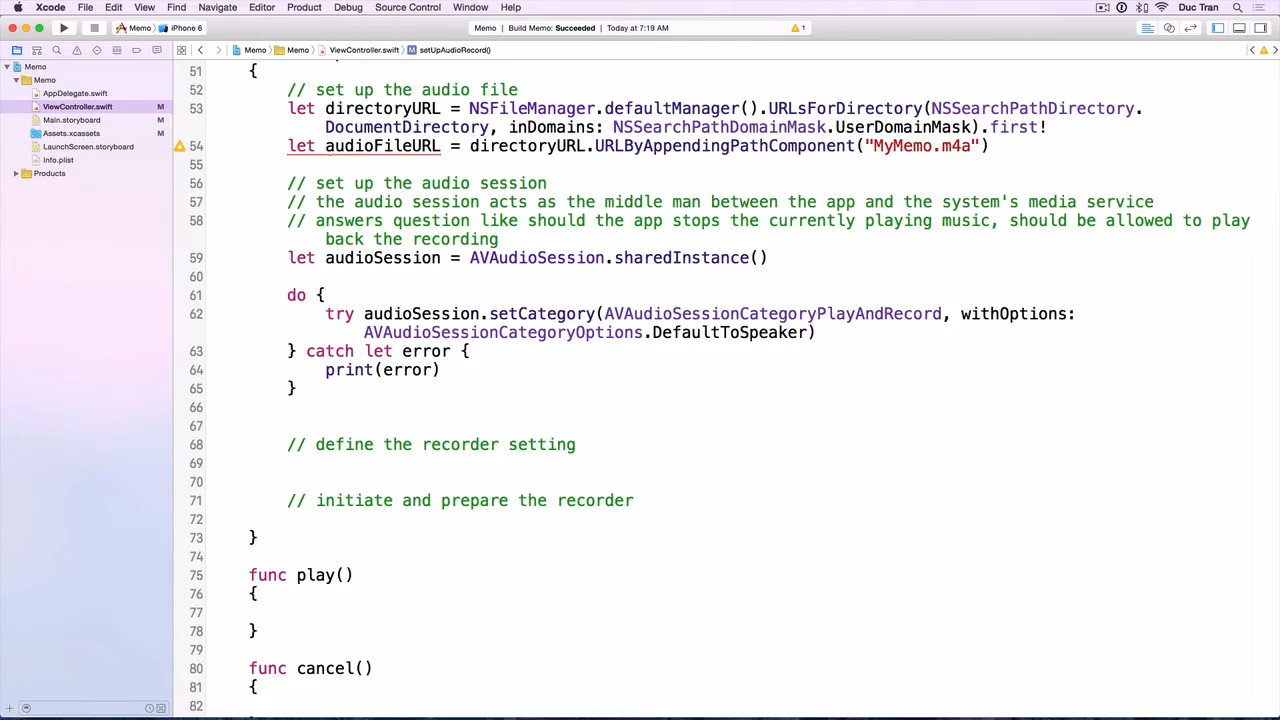 Xcode File Edit View Navigate Editor Product Debug Source Control Window Help Duc Tran
Memo iPhone 6 Memo | Build Memo: Succeeded | Today at 7:19 AM 1
Memo Memo ViewController.swift M setUpAudioRecord()
Memo
Memo
AppDelegate.swift M
ViewController.swift M
Main.storyboard M
Assets.xcassets M
LaunchScreen.storyboard
Info.plist
Products
51 {
52 // set up the audio file
53 let directoryURL = NSFileManager.defaultManager().URLsForDirectory(NSSearchPathDirectory.
DocumentDirectory, inDomains: NSSearchPathDomainMask.UserDomainMask).first!
54 let audioFileURL = directoryURL.URLByAppendingPathComponent("MyMemo.m4a")
55
56 // set up the audio session
57 // the audio session acts as the middle man between the app and the system's media service
58 // answers question like should the app stops the currently playing music, should be allowed to play
back the recording
59 let audioSession = AVAudioSession.sharedInstance()
60
61 do {
62 try audioSession.setCategory(AVAudioSessionCategoryPlayAndRecord, withOptions:
AVAudioSessionCategoryOptions.DefaultToSpeaker)
63 } catch let error {
64 print(error)
65 }
66
67
68 // define the recorder setting
69
70
71 // initiate and prepare the recorder
72
73 }
74
75 func play()
76 {
77
78 }
79
80 func cancel()
81 {
82